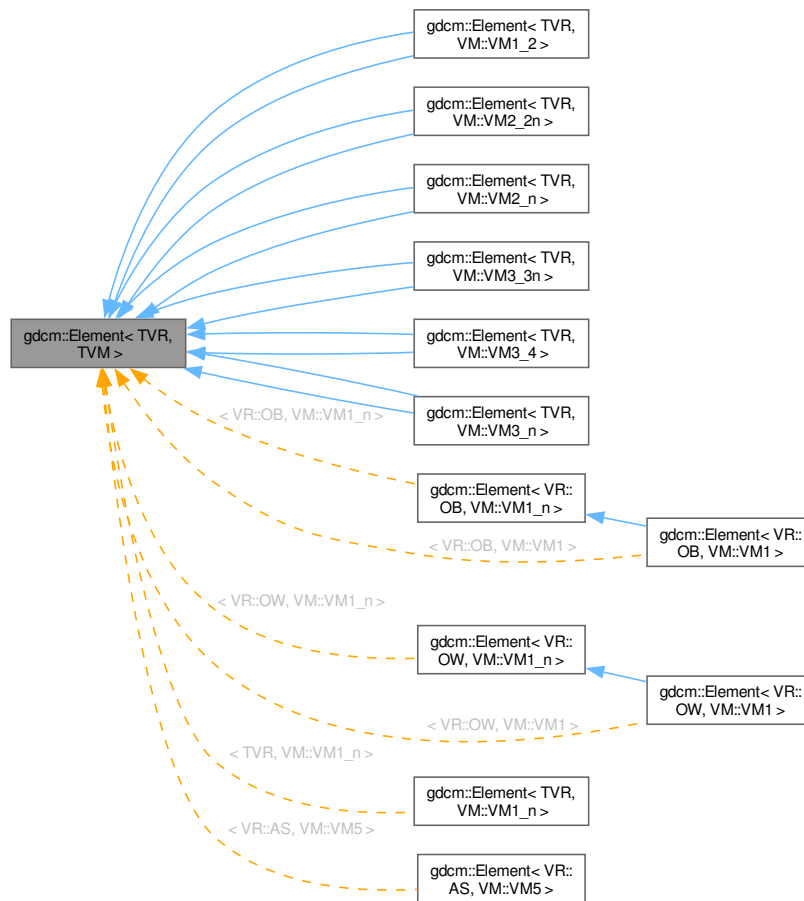 gdcm::Element< TVR,
VM::VM1_2 >
gdcm::Element< TVR,
VM::VM2_2n >
gdcm::Element< TVR,
VM::VM2_n >
gdcm::Element< TVR,
VM::VM3_3n >
gdcm::Element< TVR,
TVM >
gdcm::Element< TVR,
VM::VM3_4 >
gdcm::Element< TVR,
VM::VM3_n >
< VR::OB, VM::VM1_n >
gdcm::Element< VR::
OB, VM::VM1_n >
< VR::OB, VM::VM1 >
gdcm::Element< VR::
OB, VM::VM1 >
< VR::OW, VM::VM1_n >
gdcm::Element< VR::
OW, VM::VM1_n >
< VR::OW, VM::VM1 >
gdcm::Element< VR::
OW, VM::VM1 >
< TVR, VM::VM1_n >
gdcm::Element< TVR,
VM::VM1_n >
< VR::AS, VM::VM5 >
gdcm::Element< VR::
AS, VM::VM5 >